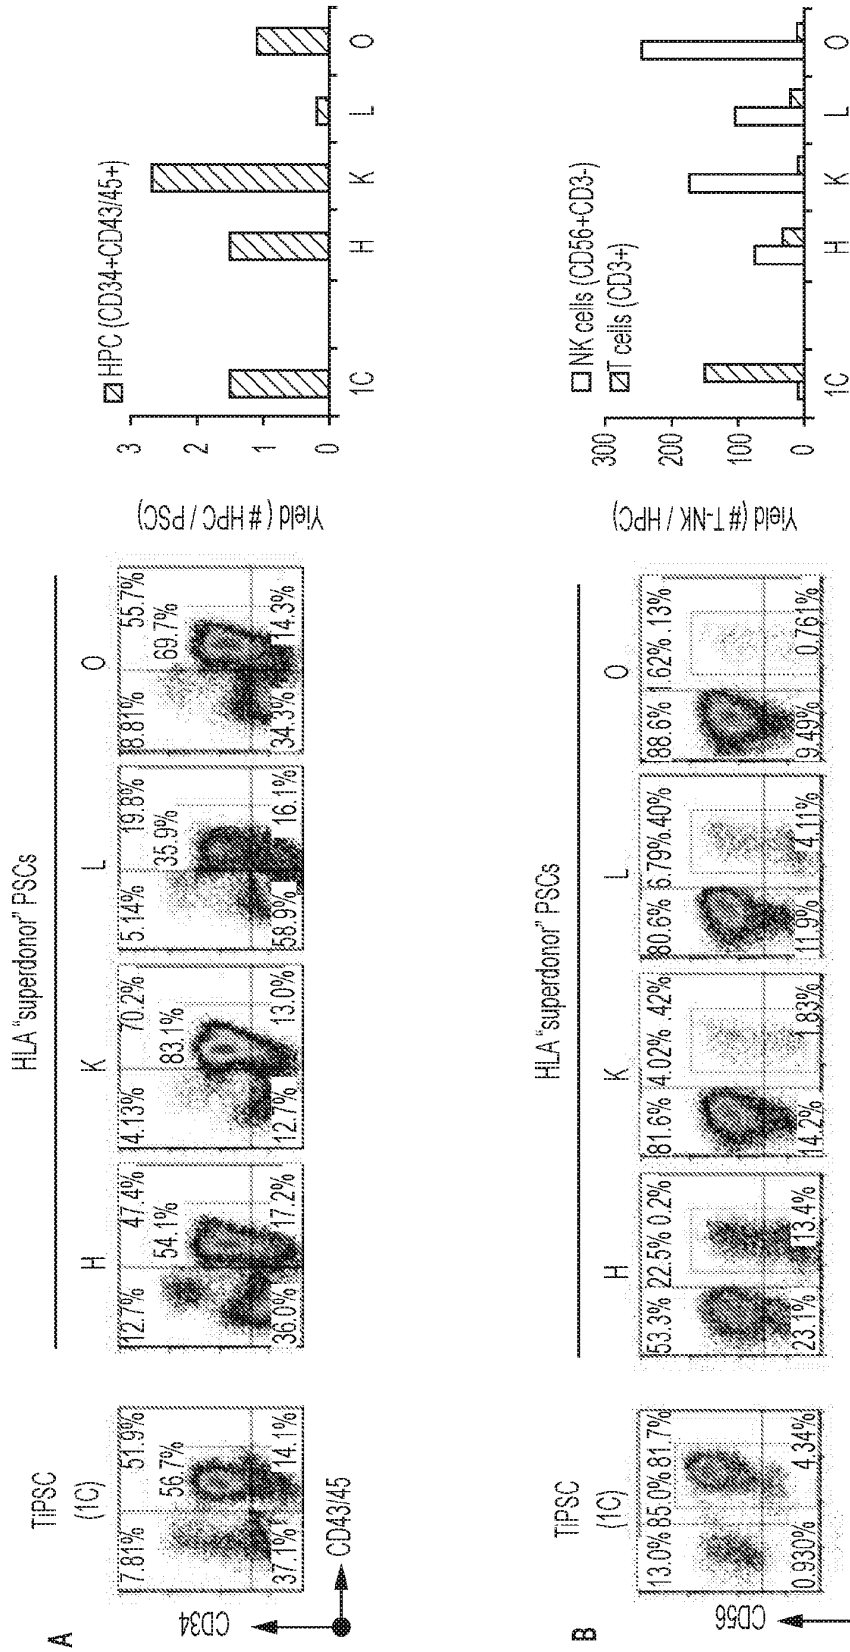 A
TiPSC
(1C)
HLA "superdonor" PSCs
H
K
L
O
7.81%
51.9%
56.7%
37.1%
14.1%
12.7%
47.4%
54.1%
36.0%
17.2%
4.13%
70.2%
83.1%
12.7%
13.0%
5.14%
19.8%
35.9%
58.9%
16.1%
8.81%
55.7%
69.7%
34.3%
14.3%
CD34
CD43/45
Yield (# HPC / PSC)
3
2
1
0
HPC (CD34+CD43/45+)
1C
H
K
L
O
B
TiPSC
(1C)
HLA "superdonor" PSCs
H
K
L
O
13.0% 85.0% 81.7%
0.930%
4.34%
53.3%
22.5% 0.2%
23.1%
13.4%
81.6%
4.02% .42%
14.2%
1.83%
80.6%
6.79% .40%
11.9%
4.11%
88.6%
1.62% .13%
9.49%
0.761%
CD56
Yield (# T-NK / HPC)
300
200
100
0
NK cells (CD56+CD3-)
T cells (CD3+)
1C
H
K
L
O